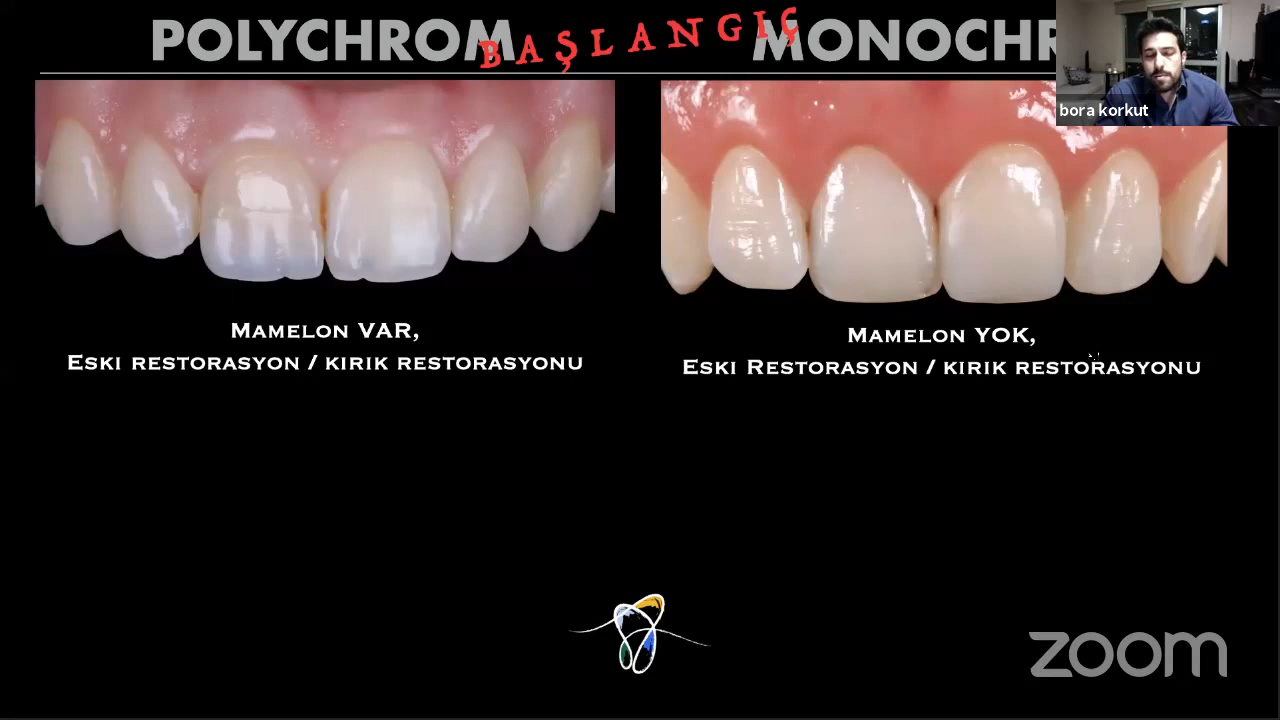 POLYCHROM
BAŞLANGIÇ
MONOCHR
bora korkut
MAMELON VAR,
ESKI RESTORASYON / KIRIK RESTORASYONU
MAMELON YOK,
ESKI RESTORASYON / KIRIK RESTORASYONU
zoom